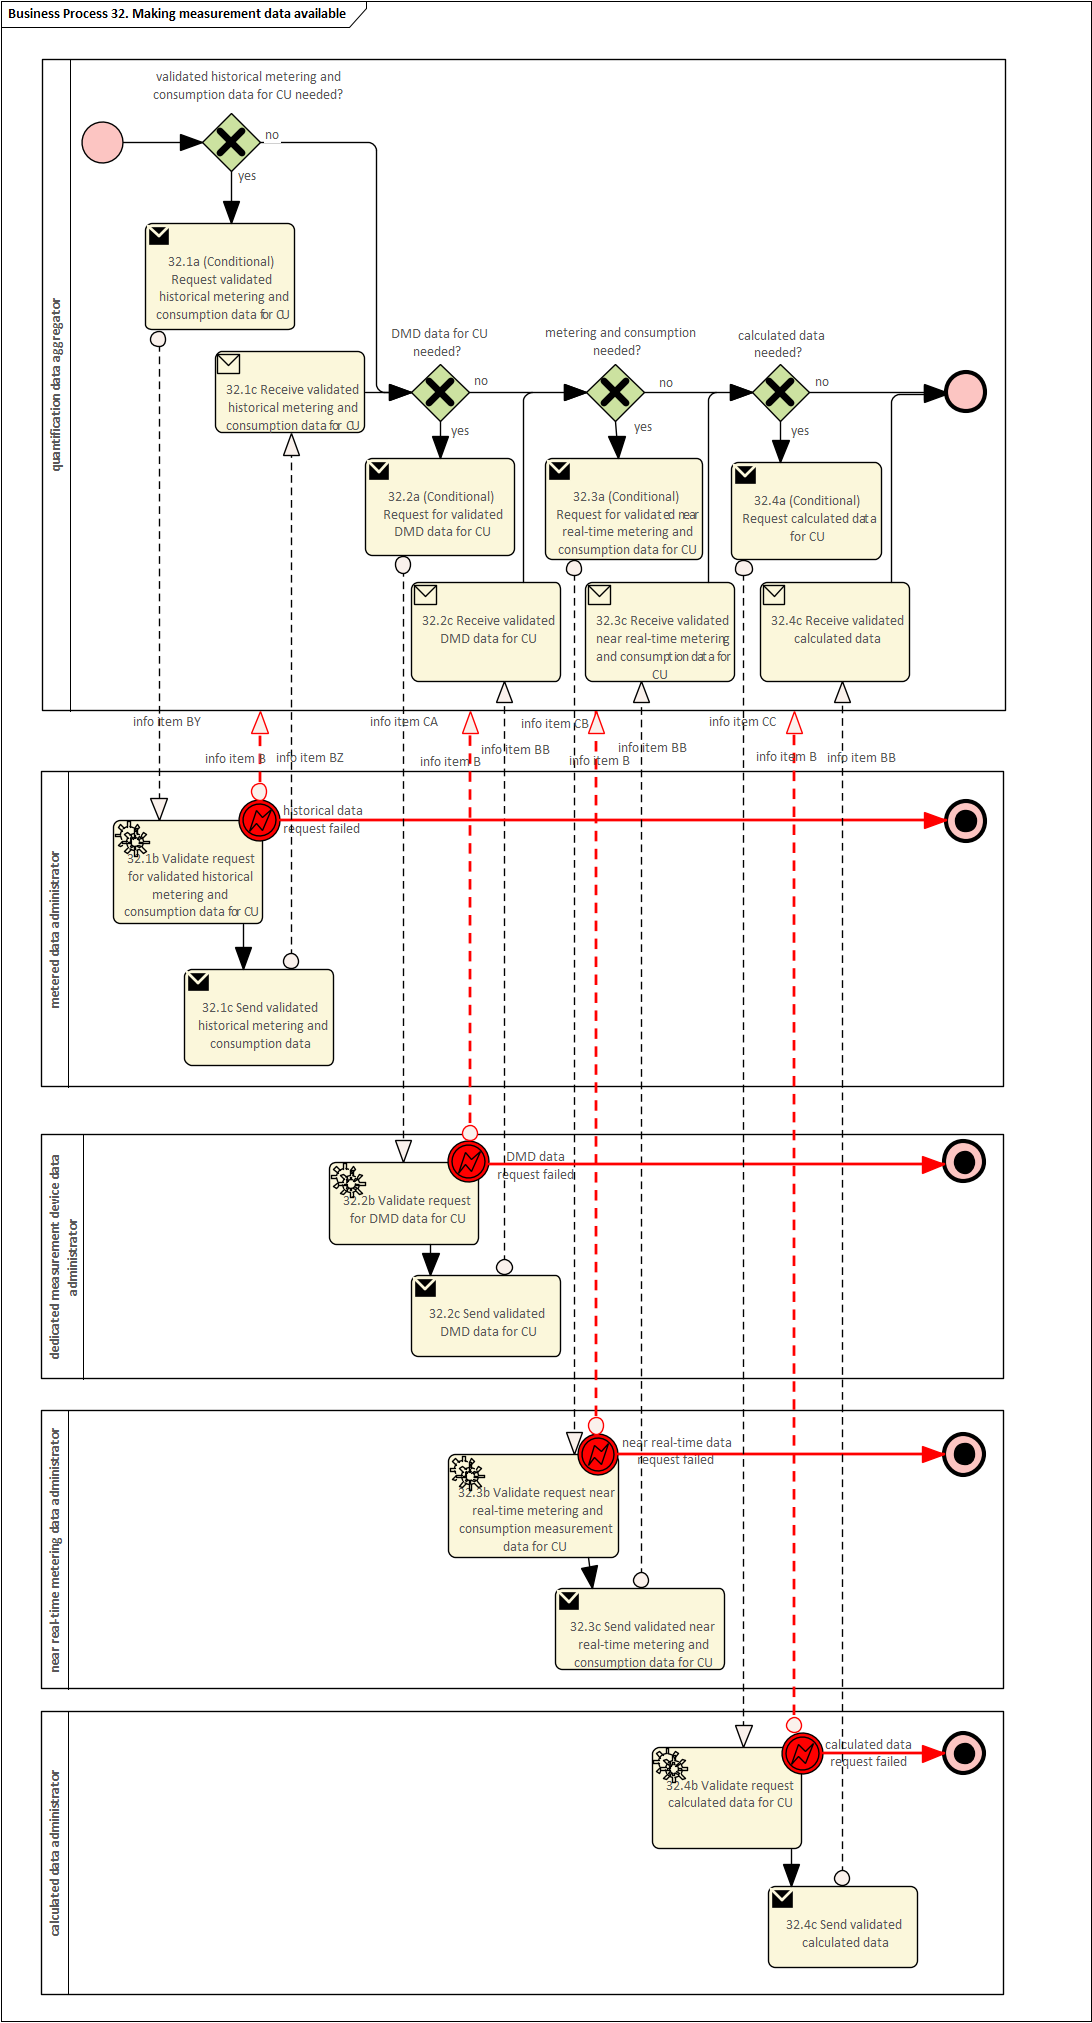 Business Process 32. Making measurement data available
validated historical metering and
consumption data for CU needed?
no
yes
32.1a (Conditional)
Request validated
historical metering and
consumption data for CU
quantification data aggregator
32.1c Receive validated
historical metering and
consumption data for CU
DMD data for CU
needed?
no
yes
metering and consumption
needed?
no
yes
calculated data
needed?
no
yes
32.2a (Conditional)
Request for validated
DMD data for CU
32.3a (Conditional)
Request for validated near
real-time metering and
consumption data for CU
32.4a (Conditional)
Request calculated data
for CU
32.2c Receive validated
DMD data for CU
32.3c Receive validated
near real-time metering
and consumption data for
CU
32.4c Receive validated
calculated data
info item BY
info item CA
info item CB
info item CC
info item B
info item BZ
info item B
info item BB
info item B
info item BB
info item B
info item BB
metered data administrator
historical data
request failed
32.1b Validate request
for validated historical
metering and
consumption data for CU
32.1c Send validated
historical metering and
consumption data
dedicated measurement device data
administrator
DMD data
request failed
32.2b Validate request
for DMD data for CU
32.2c Send validated
DMD data for CU
near real-time metering data administrator
near real-time data
request failed
32.3b Validate request near
real-time metering and
consumption measurement
data for CU
32.3c Send validated near
real-time metering and
consumption data for CU
calculated data administrator
calculated data
request failed
32.4b Validate request
calculated data for CU
32.4c Send validated
calculated data